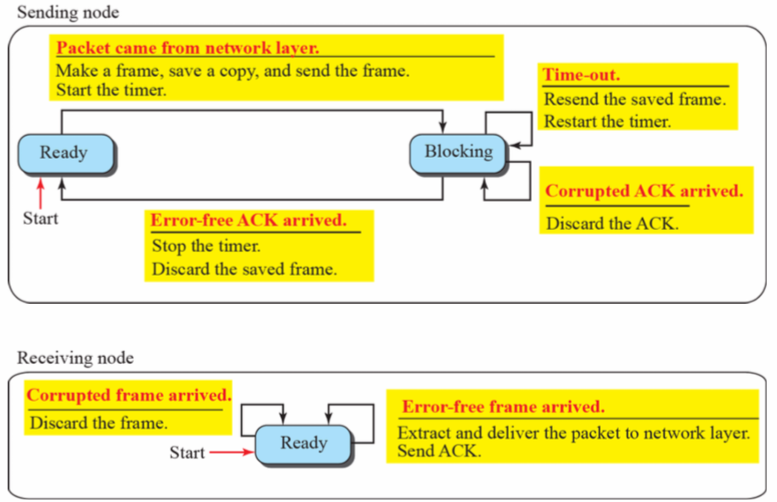 Sending node
Packet came from network layer.
Make a frame, save a copy, and send the frame.
Start the timer.
Time-out.
Resend the saved frame.
Restart the timer.
Ready
Blocking
Start
Corrupted ACK arrived.
Discard the ACK.
Error-free ACK arrived.
Stop the timer.
Discard the saved frame.
Receiving node
Corrupted frame arrived.
Discard the frame.
Start
Ready
Error-free frame arrived.
Extract and deliver the packet to network layer.
Send ACK.